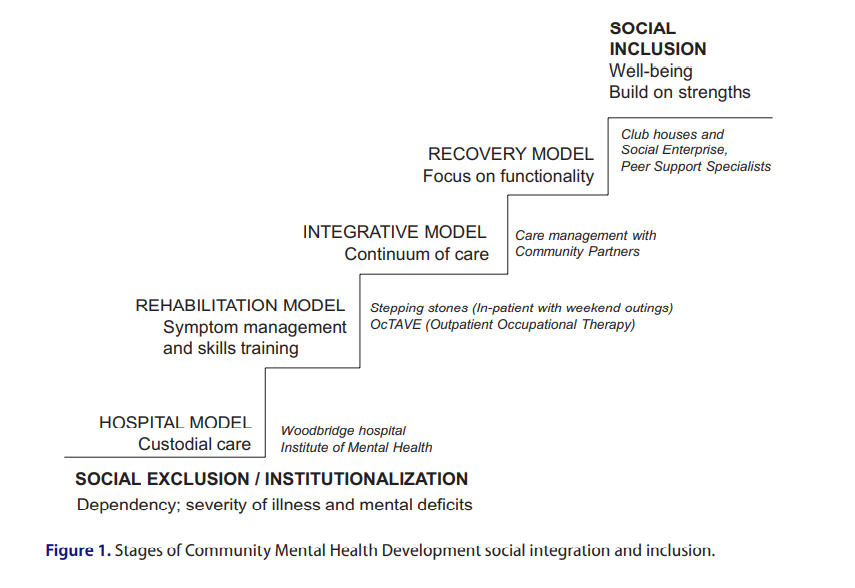 SOCIAL
INCLUSION
Well-being
Build on strengths
Club houses and
Social Enterprise,
Peer Support Specialists
RECOVERY MODEL
Focus on functionality
INTEGRATIVE MODEL
Continuum of care
Care management with
Community Partners
REHABILITATION MODEL
Symptom management
and skills training
Stepping stones (In-patient with weekend outings)
OcTAVE (Outpatient Occupational Therapy)
HOSPITAL MODEL
Custodial care
Woodbridge hospital
Institute of Mental Health
SOCIAL EXCLUSION / INSTITUTIONALIZATION
Dependency; severity of illness and mental deficits
Figure 1. Stages of Community Mental Health Development social integration and inclusion.